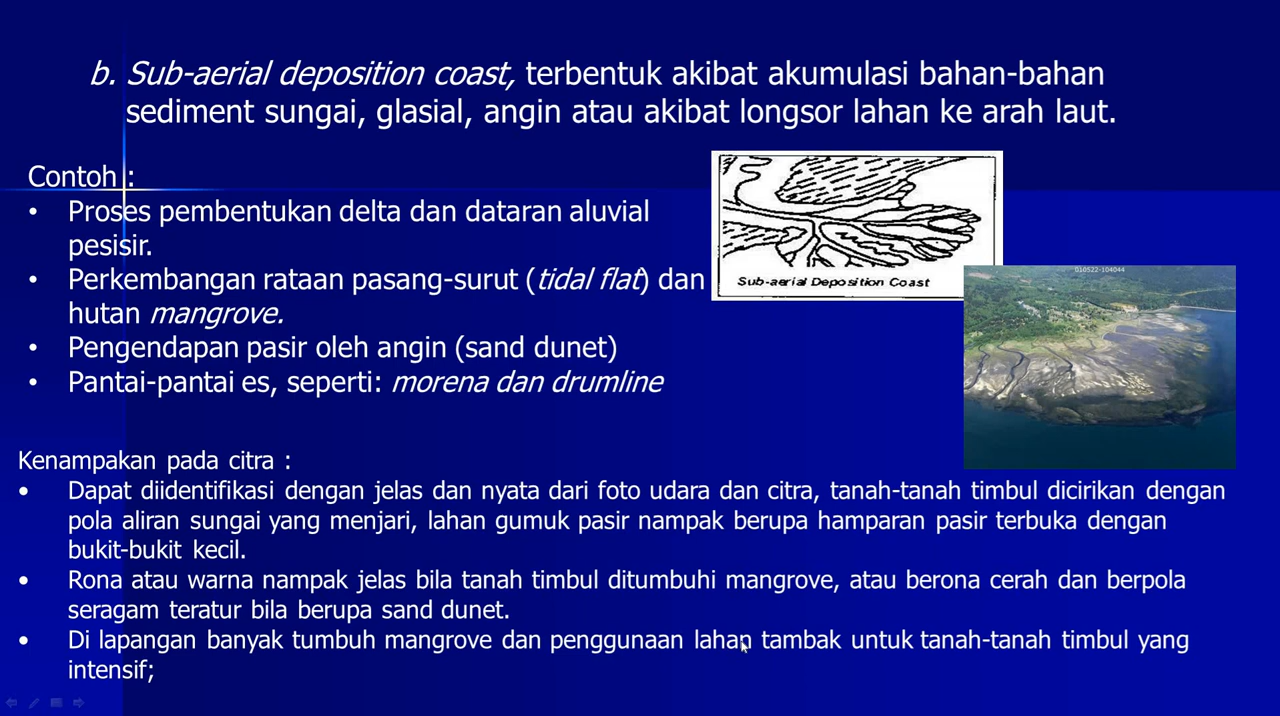 b. Sub-aerial deposition coast, terbentuk akibat akumulasi bahan-bahan
sediment sungai, glasial, angin atau akibat longsor lahan ke arah laut.
Contoh :
• Proses pembentukan delta dan dataran aluvial
pesisir.
• Perkembangan rataan pasang-surut (tidal flat) dan
hutan mangrove.
• Pengendapan pasir oleh angin (sand dunet)
• Pantai-pantai es, seperti: morena dan drumline
Sub-aerial Deposition Coast
010522-104044
Kenampakan pada citra :
• Dapat diidentifikasi dengan jelas dan nyata dari foto udara dan citra, tanah-tanah timbul dicirikan dengan
pola aliran sungai yang menjari, lahan gumuk pasir nampak berupa hamparan pasir terbuka dengan
bukit-bukit kecil.
• Rona atau warna nampak jelas bila tanah timbul ditumbuhi mangrove, atau berona cerah dan berpola
seragam teratur bila berupa sand dunet.
• Di lapangan banyak tumbuh mangrove dan penggunaan lahan tambak untuk tanah-tanah timbul yang
intensif;